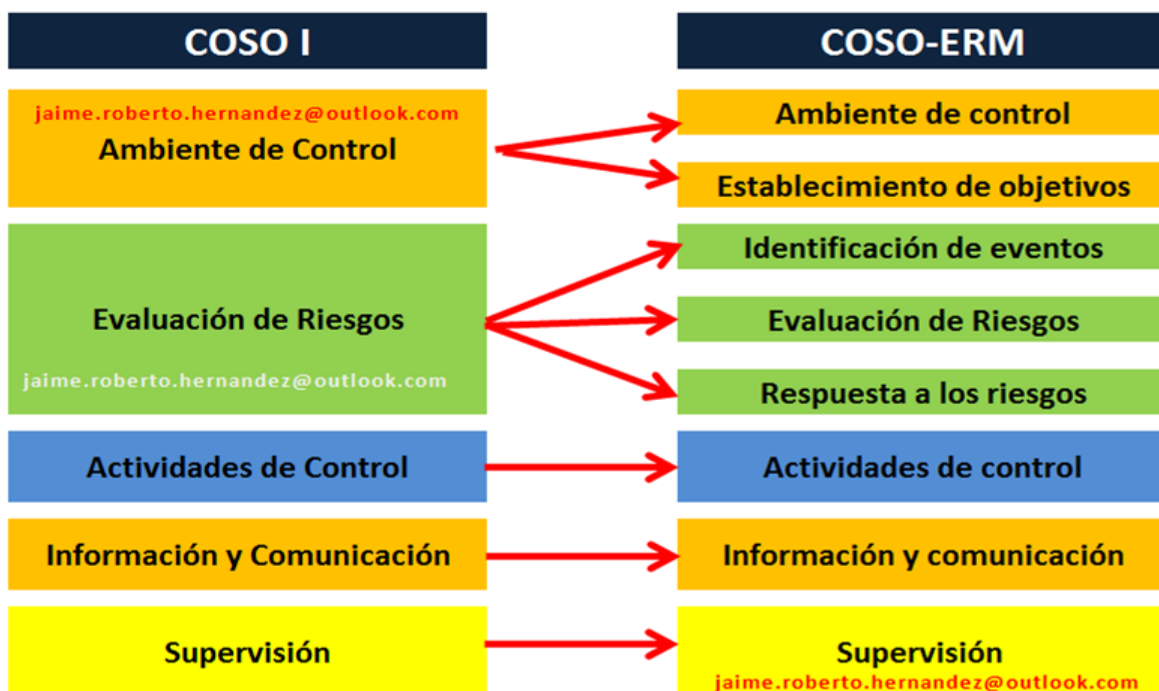 COSO I
COSO-ERM
jaime.roberto.hernandez@outlook.com
Ambiente de Control
Ambiente de control
Establecimiento de objetivos
Evaluación de Riesgos
jaime.roberto.hernandez@outlook.com
Identificación de eventos
Evaluación de Riesgos
Respuesta a los riesgos
Actividades de Control
Actividades de control
Información y Comunicación
Información y comunicación
Supervisión
Supervisión
jaime.roberto.hernandez@outlook.com